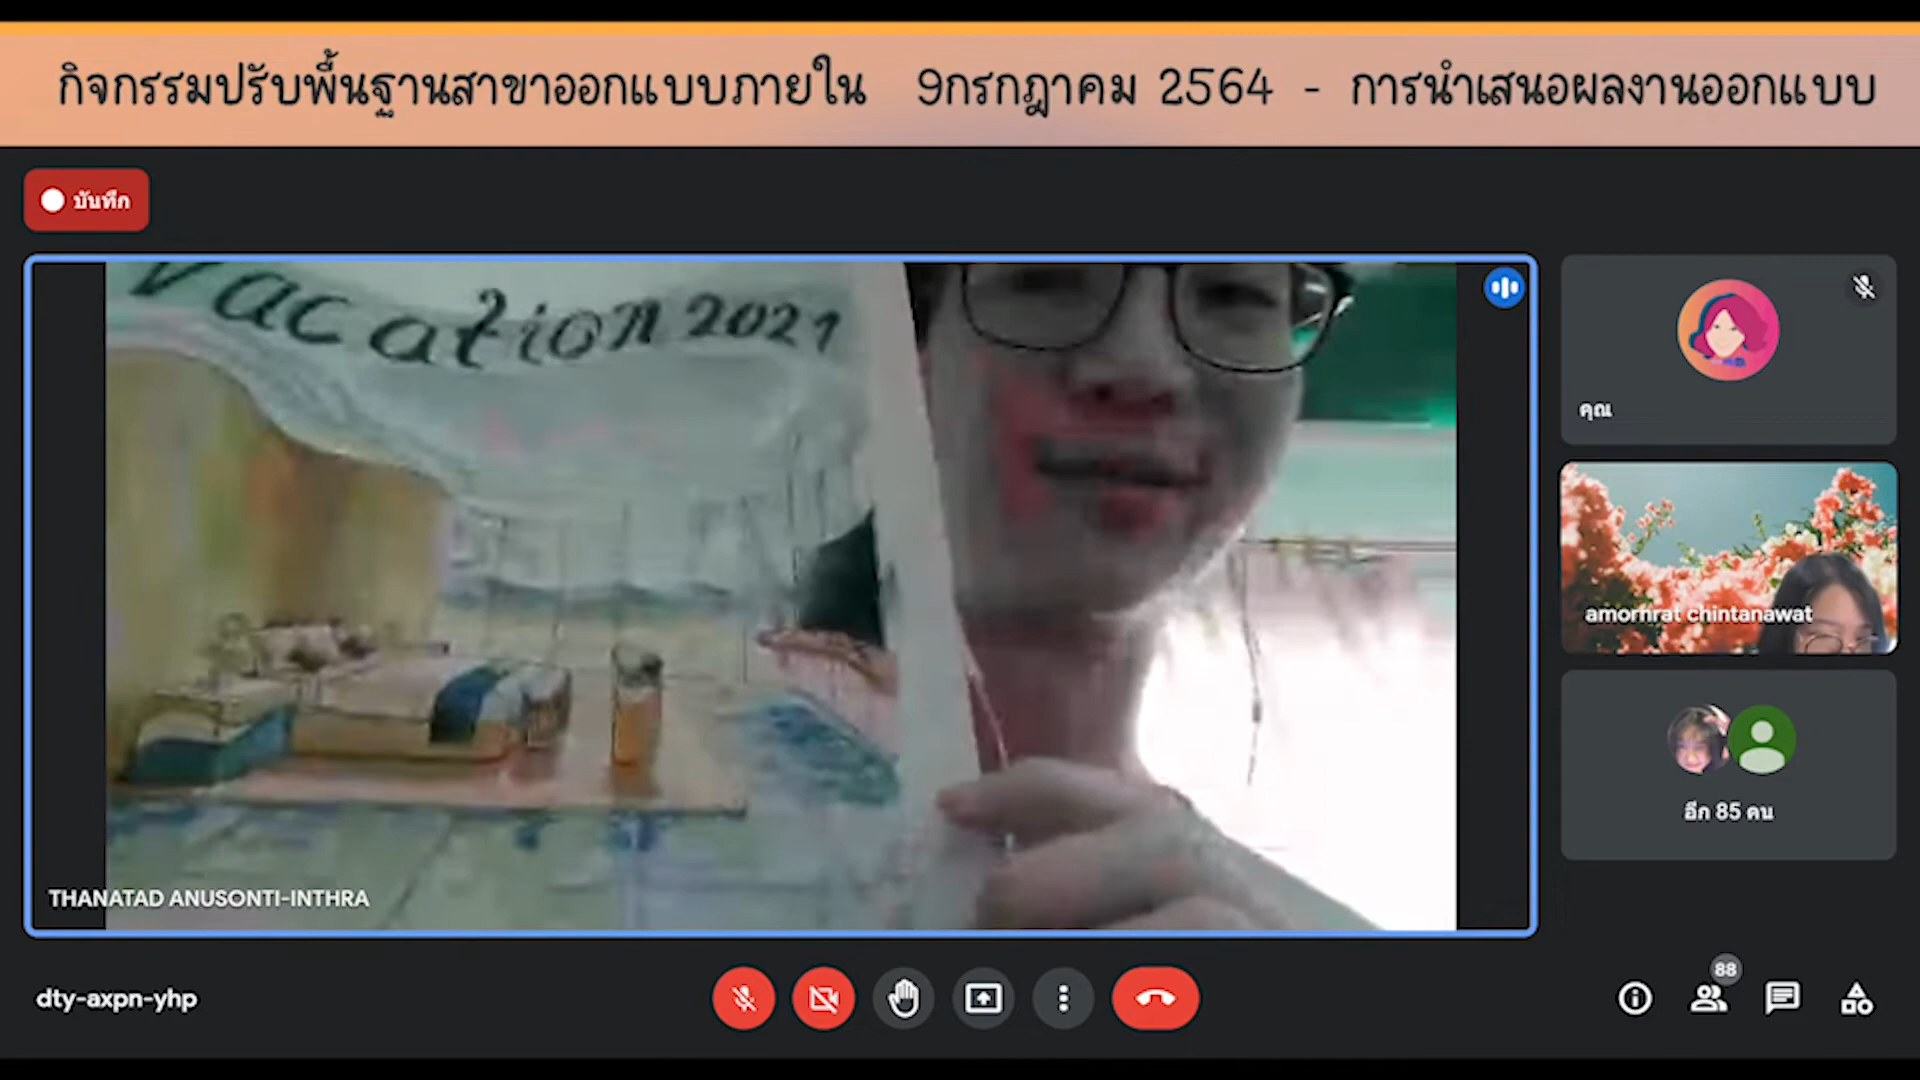 กิจกรรมปรับพื้นฐานสาขาออกแบบภายใน 9กรกฎาคม 2564 - การนำเสนอผลงานออกแบบ
บันทึก
Vacation 2021
คุณ
amornrat chintanawat
อีก 85 คน
THANATAD ANUSONTI-INTHRA
dty-axpn-yhp
88